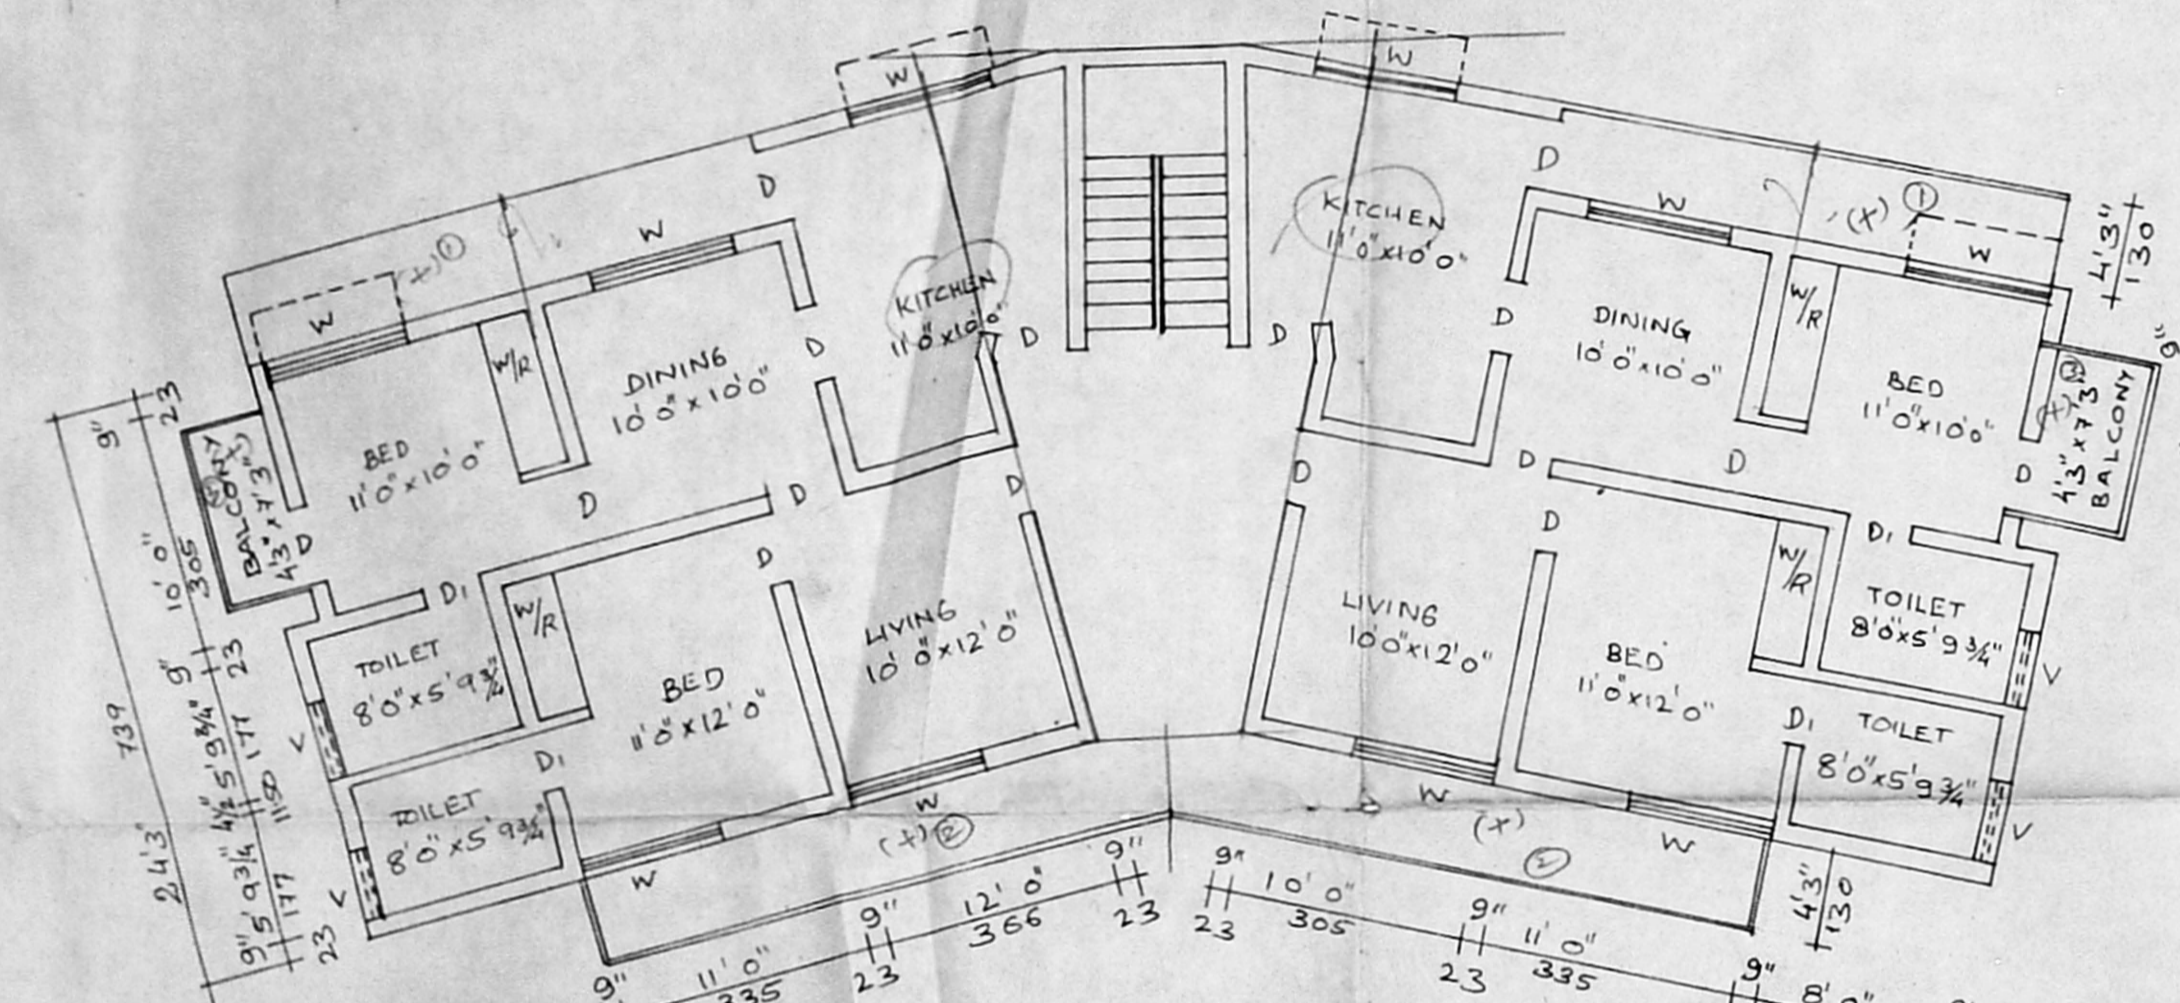 W
W
D
W
W
(+) ①
W
KITCHEN
11'0"x10'0"
D
DINING
10'0"x10'0"
D
W/R
BED
11'0"x10'0"
D
D
D
BALCONY
4'3"x7'3"
D
D1
TOILET
8'0"x5'9¾"
W/R
D
BED
11'0"x12'0"
LIVING
10'0"x12'0"
D1
TOILET
8'0"x5'9¾"
V
V
W
W
(+) ②
D
D
KITCHEN
11'0"x10'0"
D
W
(X) ①
W
D
DINING
10'0"x10'0"
W/R
BED
11'0"x10'0"
D
D
D
D
(+) ③
4'3"x7'3"
BALCONY
D
D1
W/R
TOILET
8'0"x5'9¾"
V
LIVING
10'0"x12'0"
BED
11'0"x12'0"
D1
TOILET
8'0"x5'9¾"
V
W
(X)
②
W
4'3"
130
9"
4'3"
130
9"
23
10'0"
305
9"
23
5'9¾"
177
4½"
11.5
5'9¾"
177
9"
23
739
24'3"
9"
11'0"
335
9"
23
12'0"
366
9"
23
9"
23
10'0"
305
9"
23
11'0"
335
9"